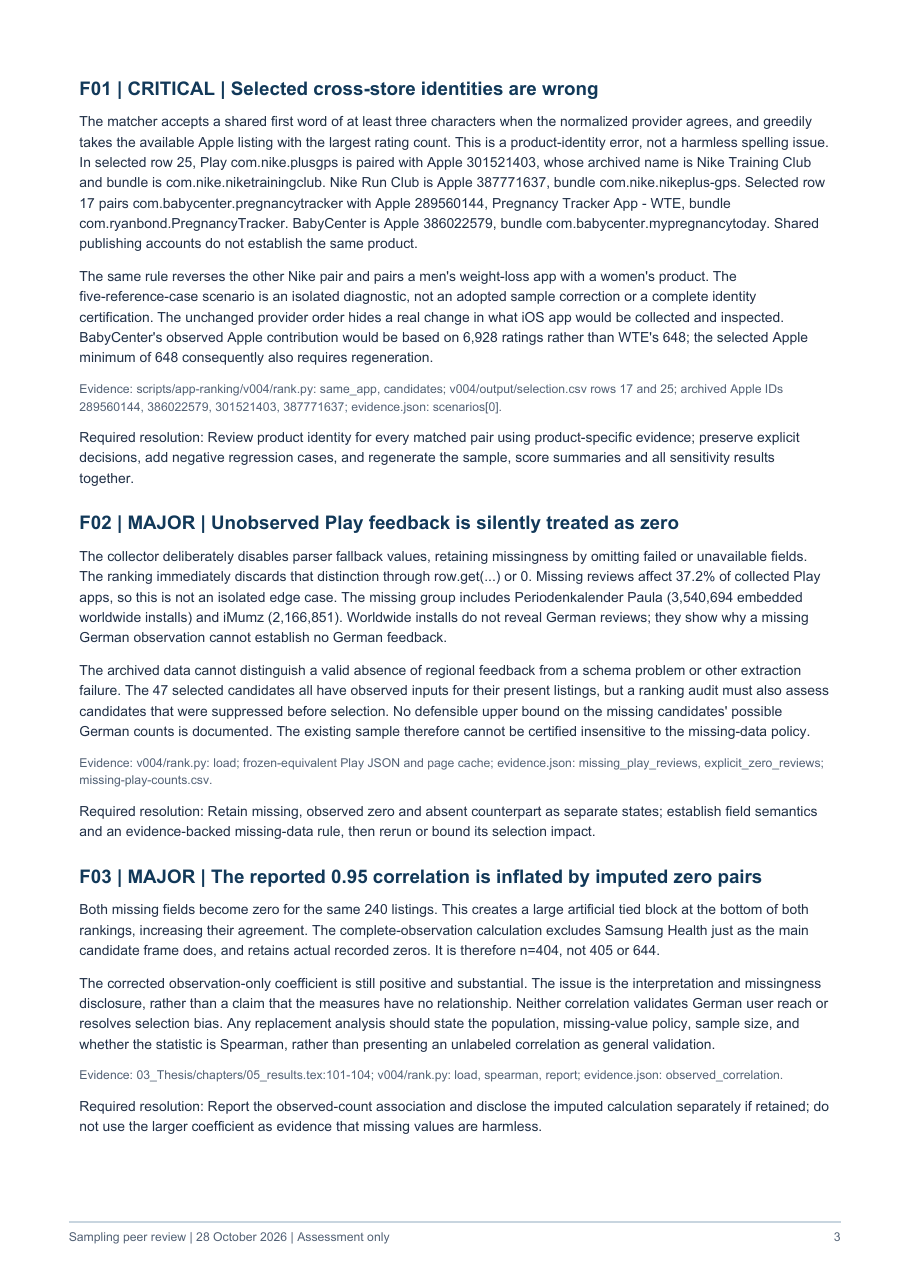 F01 | CRITICAL | Selected cross-store identities are wrong
The matcher accepts a shared first word of at least three characters when the normalized provider agrees, and greedily
takes the available Apple listing with the largest rating count. This is a product-identity error, not a harmless spelling issue.
In selected row 25, Play com.nike.plusgps is paired with Apple 301521403, whose archived name is Nike Training Club
and bundle is com.nike.niketrainingclub. Nike Run Club is Apple 387771637, bundle com.nike.nikeplus-gps. Selected row
17 pairs com.babycenter.pregnancytracker with Apple 289560144, Pregnancy Tracker App - WTE, bundle
com.ryanbond.PregnancyTracker. BabyCenter is Apple 386022579, bundle com.babycenter.mypregnancytoday. Shared
publishing accounts do not establish the same product.
The same rule reverses the other Nike pair and pairs a men's weight-loss app with a women's product. The
five-reference-case scenario is an isolated diagnostic, not an adopted sample correction or a complete identity
certification. The unchanged provider order hides a real change in what iOS app would be collected and inspected.
BabyCenter's observed Apple contribution would be based on 6,928 ratings rather than WTE's 648; the selected Apple
minimum of 648 consequently also requires regeneration.
Evidence: scripts/app-ranking/v004/rank.py: same_app, candidates; v004/output/selection.csv rows 17 and 25; archived Apple IDs
289560144, 386022579, 301521403, 387771637; evidence.json: scenarios[0].
Required resolution: Review product identity for every matched pair using product-specific evidence; preserve explicit
decisions, add negative regression cases, and regenerate the sample, score summaries and all sensitivity results
together.
F02 | MAJOR | Unobserved Play feedback is silently treated as zero
The collector deliberately disables parser fallback values, retaining missingness by omitting failed or unavailable fields.
The ranking immediately discards that distinction through row.get(...) or 0. Missing reviews affect 37.2% of collected Play
apps, so this is not an isolated edge case. The missing group includes Periodenkalender Paula (3,540,694 embedded
worldwide installs) and iMumz (2,166,851). Worldwide installs do not reveal German reviews; they show why a missing
German observation cannot establish no German feedback.
The archived data cannot distinguish a valid absence of regional feedback from a schema problem or other extraction
failure. The 47 selected candidates all have observed inputs for their present listings, but a ranking audit must also assess
candidates that were suppressed before selection. No defensible upper bound on the missing candidates' possible
German counts is documented. The existing sample therefore cannot be certified insensitive to the missing-data policy.
Evidence: v004/rank.py: load; frozen-equivalent Play JSON and page cache; evidence.json: missing_play_reviews, explicit_zero_reviews;
missing-play-counts.csv.
Required resolution: Retain missing, observed zero and absent counterpart as separate states; establish field semantics
and an evidence-backed missing-data rule, then rerun or bound its selection impact.
F03 | MAJOR | The reported 0.95 correlation is inflated by imputed zero pairs
Both missing fields become zero for the same 240 listings. This creates a large artificial tied block at the bottom of both
rankings, increasing their agreement. The complete-observation calculation excludes Samsung Health just as the main
candidate frame does, and retains actual recorded zeros. It is therefore n=404, not 405 or 644.
The corrected observation-only coefficient is still positive and substantial. The issue is the interpretation and missingness
disclosure, rather than a claim that the measures have no relationship. Neither correlation validates German user reach or
resolves selection bias. Any replacement analysis should state the population, missing-value policy, sample size, and
whether the statistic is Spearman, rather than presenting an unlabeled correlation as general validation.
Evidence: 03_Thesis/chapters/05_results.tex:101-104; v004/rank.py: load, spearman, report; evidence.json: observed_correlation.
Required resolution: Report the observed-count association and disclose the imputed calculation separately if retained; do
not use the larger coefficient as evidence that missing values are harmless.
Sampling peer review | 28 October 2026 | Assessment only
3